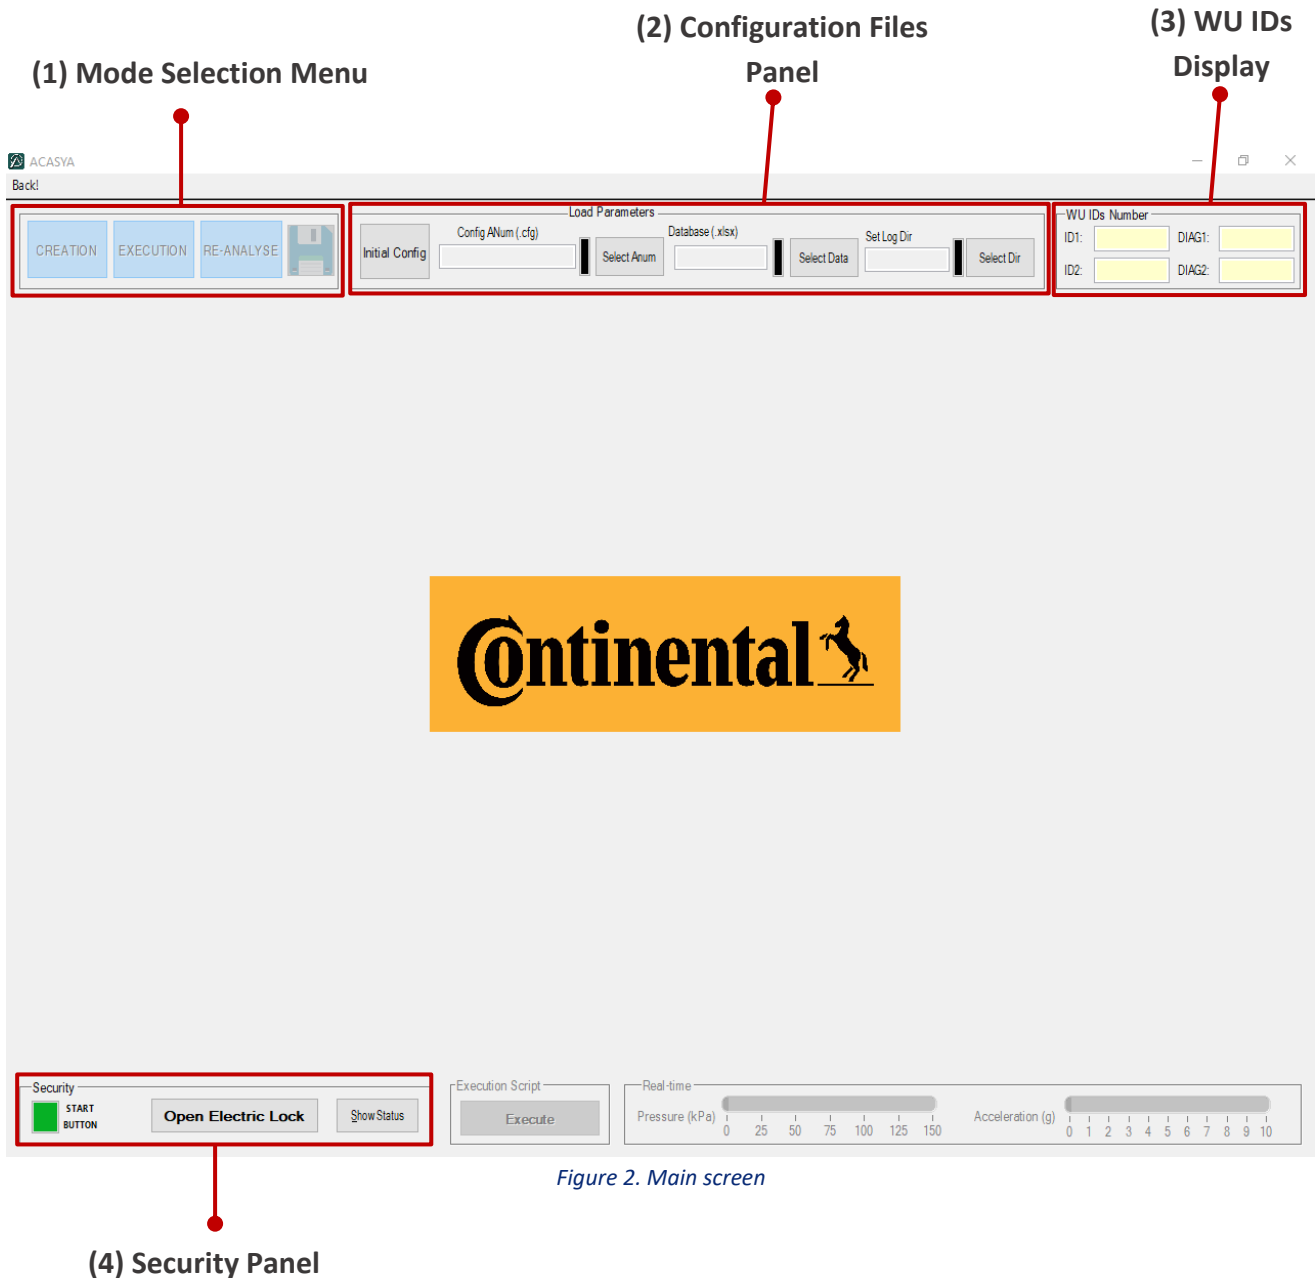 (2) Configuration Files
Panel
(3) WU IDs
Display
(1) Mode Selection Menu
ACASYA
Back!
CREATION
EXECUTION
RE-ANALYSE
Load Parameters
Initial Config
Config ANum (.cfg)
Select Anum
Database (.xlsx)
Select Data
Set Log Dir
Select Dir
WU IDs Number
ID1:
DIAG1:
ID2:
DIAG2:
Continental
Security
START
BUTTON
Open Electric Lock
Show Status
Execution Script
Execute
Real-time
Pressure (kPa)
0 25 50 75 100 125 150
Acceleration (g)
0 1 2 3 4 5 6 7 8 9 10
Figure 2. Main screen
(4) Security Panel